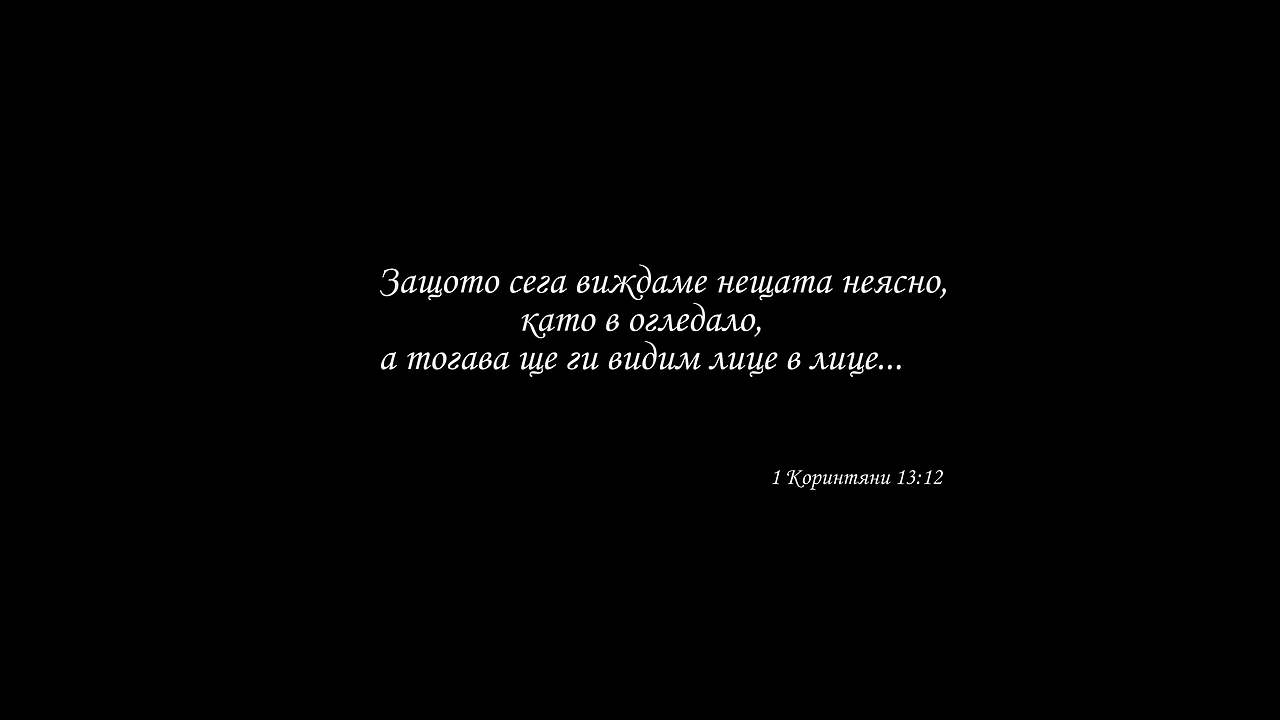 Защото сега виждаме нещата неясно,
като в огледало,
а тогава ще ги видим лице в лице...
1 Коринтяни 13:12